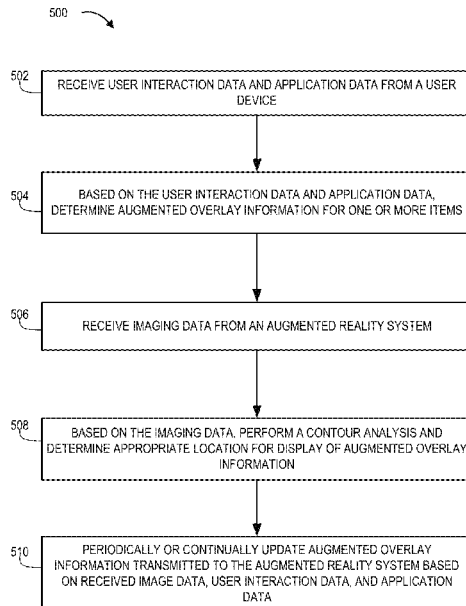 500
502
RECEIVE USER INTERACTION DATA AND APPLICATION DATA FROM A USER
DEVICE
504
BASED ON THE USER INTERACTION DATA AND APPLICATION DATA,
DETERMINE AUGMENTED OVERLAY INFORMATION FOR ONE OR MORE ITEMS
506
RECEIVE IMAGING DATA FROM AN AUGMENTED REALITY SYSTEM
508
BASED ON THE IMAGING DATA, PERFORM A CONTOUR ANALYSIS AND
DETERMINE APPROPRIATE LOCATION FOR DISPLAY OF AUGMENTED OVERLAY
INFORMATION
510
PERIODICALLY OR CONTINUALLY UPDATE AUGMENTED OVERLAY
INFORMATION TRANSMITTED TO THE AUGMENTED REALITY SYSTEM BASED
ON RECEIVED IMAGE DATA, USER INTERACTION DATA, AND APPLICATION
DATA